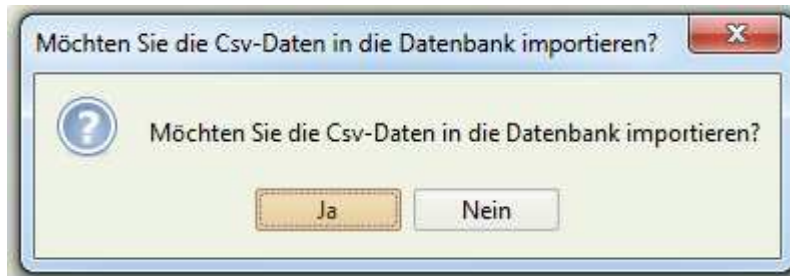 Möchten Sie die Csv-Daten in die Datenbank importieren?
Möchten Sie die Csv-Daten in die Datenbank importieren?
Ja Nein